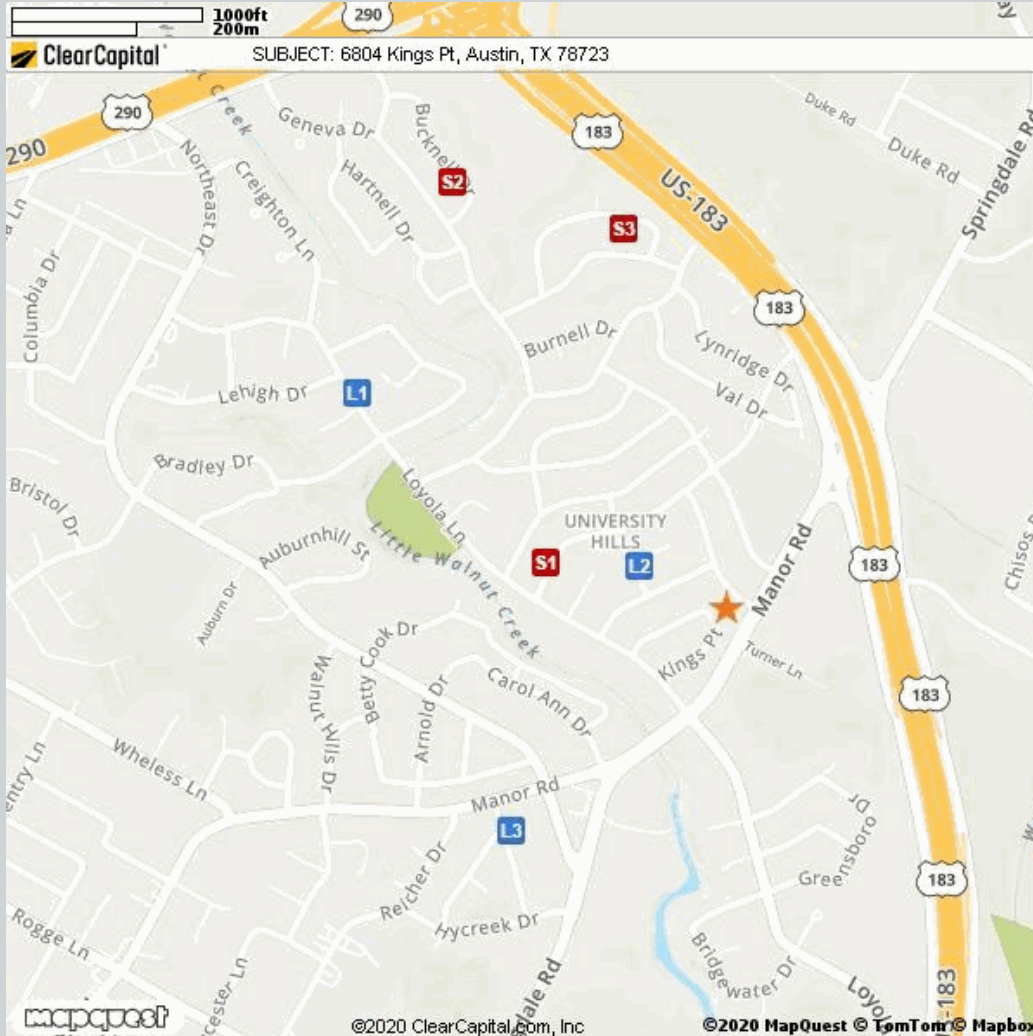 1000ft
200m
290
ClearCapital
SUBJECT: 6804 Kings Pt, Austin, TX 78723
290
290
183
US-183
Duke Rd
Duke Rd
Springdale Rd
Creek
Geneva Dr
Bucknell Dr
S2
Northeast Dr
Creighton Ln
Hartnell Dr
S3
183
Columbia Dr
Burnell Dr
Lynridge Dr
Val Dr
Lehigh Dr
L1
Bradley Dr
Loyola Ln
Bristol Dr
UNIVERSITY
HILLS
Auburnhill St
Little Walnut Creek
S1
L2
Manor Rd
183
Chisos
Auburn Dr
Betty Cook Dr
Kings Pt
Turner Ln
Walnut Hills Dr
Arnold Dr
Carol Ann Dr
183
Wheless Ln
Manor Rd
L3
Greensboro Dr
183
Reicher Dr
Hycreek Dr
Rogge Ln
Bridgewater Dr
Loyola
-183
mapquest
©2020 ClearCapital.com, Inc
©2020 MapQuest © TomTom © Mapbox